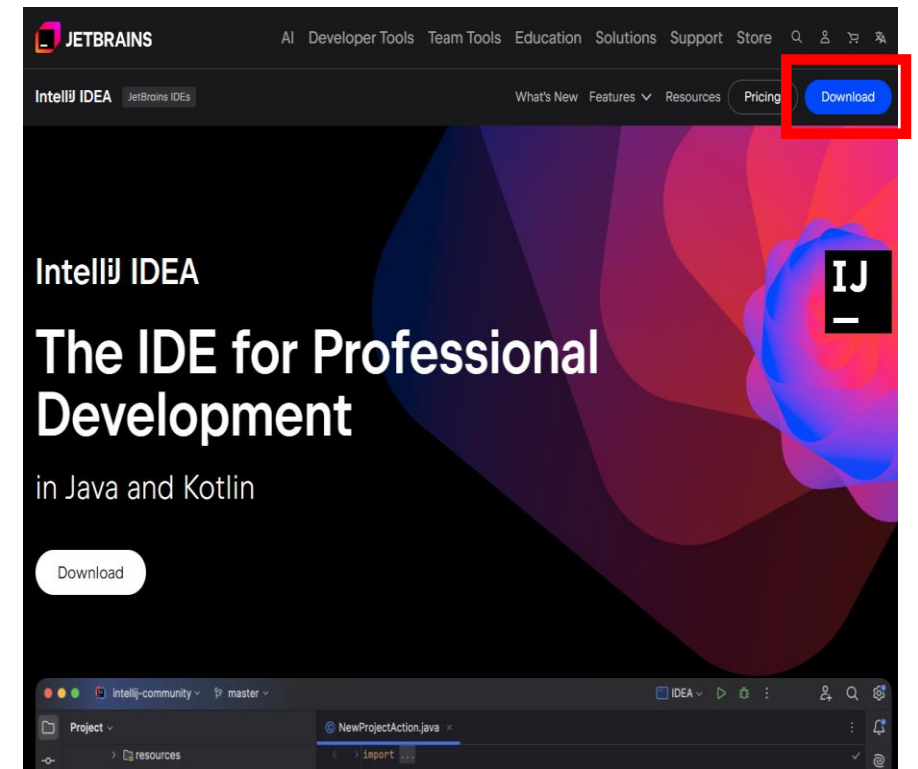 JETBRAINS AI Developer Tools Team Tools Education Solutions Support Store
IntelliJ IDEA JetBrains IDEs What's New Features Resources Pricing Download
IntelliJ IDEA
IJ
The IDE for Professional
Development
in Java and Kotlin
Download
intellij-community master IDEA
Project NewProjectAction.java
resources 4 import ...